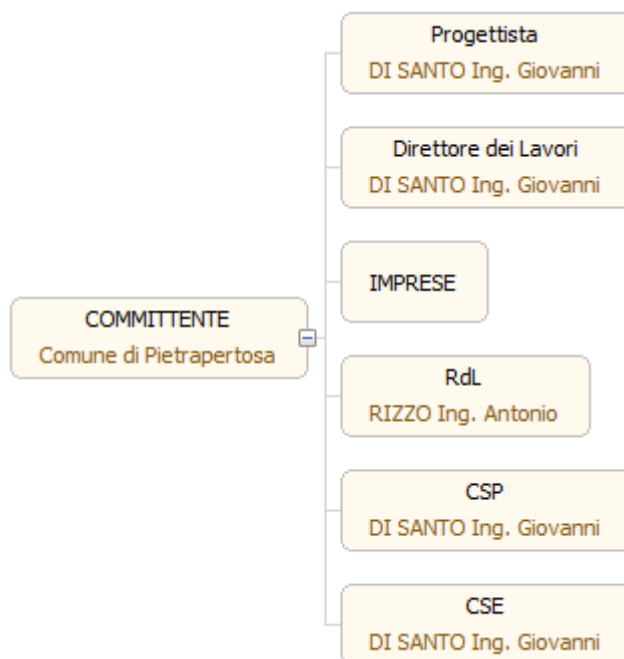 Progettista
DI SANTO Ing. Giovanni
Direttore dei Lavori
DI SANTO Ing. Giovanni
IMPRESE
COMMITTENTE
Comune di Pietrapertosa
RdL
RIZZO Ing. Antonio
CSP
DI SANTO Ing. Giovanni
CSE
DI SANTO Ing. Giovanni